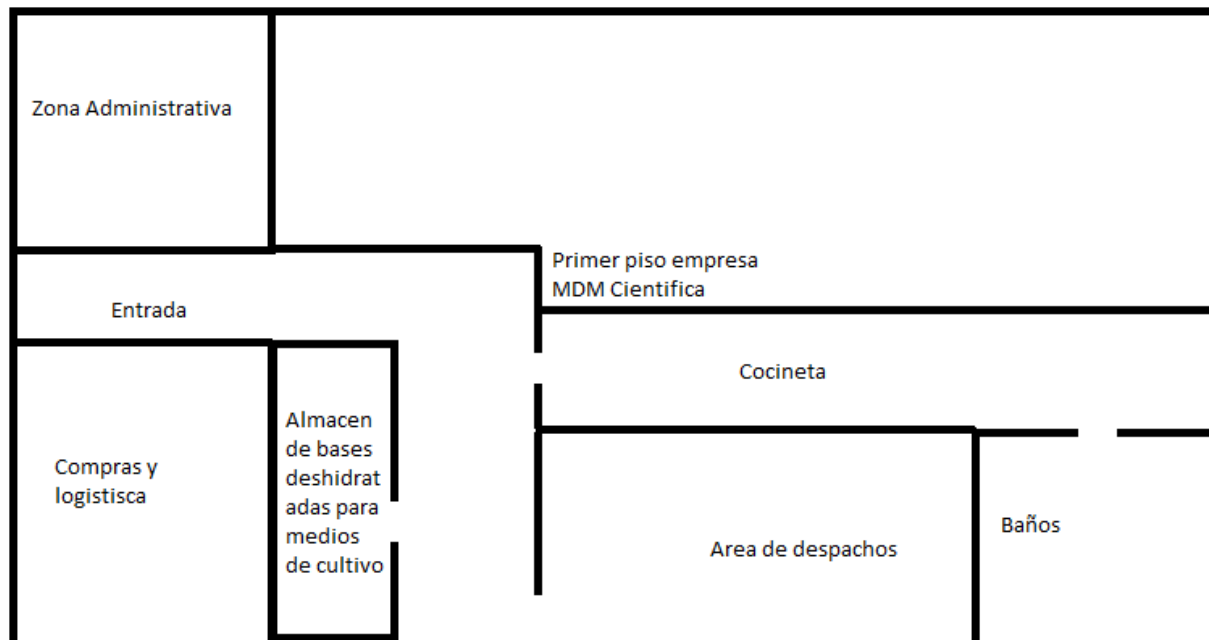 Zona Administrativa
Primer piso empresa
MDM Cientifica
Entrada
Cocineta
Almacen
de bases
deshidrat
adas para
medios
de cultivo
Compras y
logistisca
Area de despachos
Baños